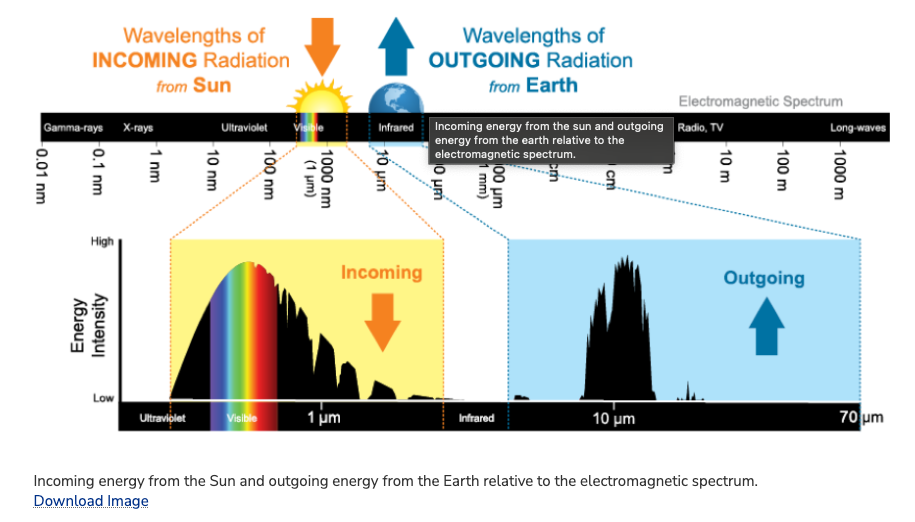 Wavelengths of
INCOMING Radiation
from Sun
Wavelengths of
OUTGOING Radiation
from Earth
Electromagnetic Spectrum
Gamma-rays X-rays Ultraviolet Visible Infrared Radio, TV Long-waves
Incoming energy from the sun and outgoing
energy from the earth relative to the
electromagnetic spectrum.
0.01 nm
0.1 nm
1 nm
10 nm
100 nm
1000 nm
(1 μm)
10 μm
μm
1 mm)
μm
cm
cm
m
10 m
100 m
1000 m
High
Energy
Intensity
Low
Incoming
Outgoing
Ultraviolet Visible 1 μm Infrared 10 μm 70 μm
Incoming energy from the Sun and outgoing energy from the Earth relative to the electromagnetic spectrum.
Download Image